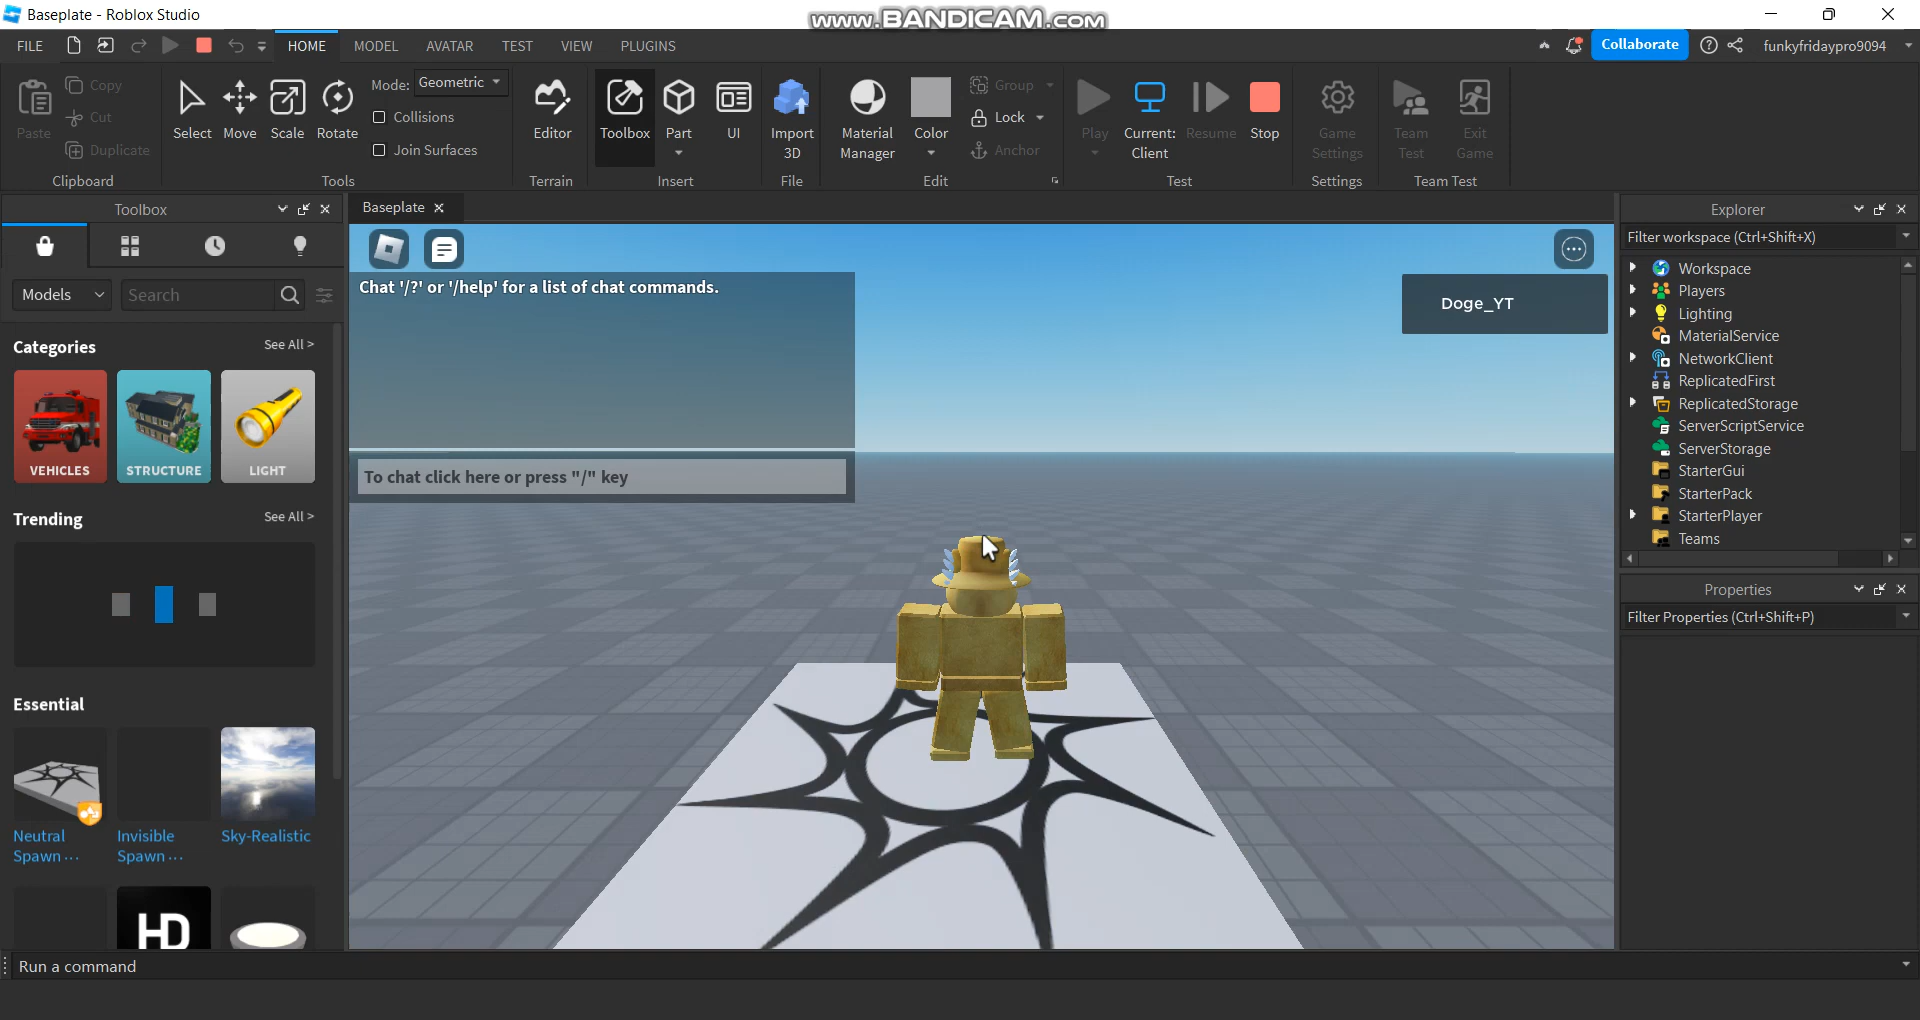 Baseplate - Roblox Studio
www.BANDICAM.com
FILE
HOME
MODEL
AVATAR
TEST
VIEW
PLUGINS
Collaborate
funkyfridaypro9094
Paste
Copy
Cut
Duplicate
Clipboard
Select
Move
Scale
Rotate
Mode: Geometric
Collisions
Join Surfaces
Tools
Editor
Terrain
Toolbox
Part
UI
Insert
Import
3D
File
Material
Manager
Color
Group
Lock
Anchor
Edit
Play
Current:
Client
Resume
Stop
Test
Game
Settings
Settings
Team
Test
Exit
Game
Team Test
Toolbox
Models
Search
Categories
See All >
VEHICLES
STRUCTURE
LIGHT
Trending
See All >
Essential
Neutral
Spawn ...
Invisible
Spawn ...
Sky-Realistic
HD
Baseplate
Chat '/?' or '/help' for a list of chat commands.
To chat click here or press "/" key
Doge_YT
Explorer
Filter workspace (Ctrl+Shift+X)
Workspace
Players
Lighting
MaterialService
NetworkClient
ReplicatedFirst
ReplicatedStorage
ServerScriptService
ServerStorage
StarterGui
StarterPack
StarterPlayer
Teams
Properties
Filter Properties (Ctrl+Shift+P)
Run a command